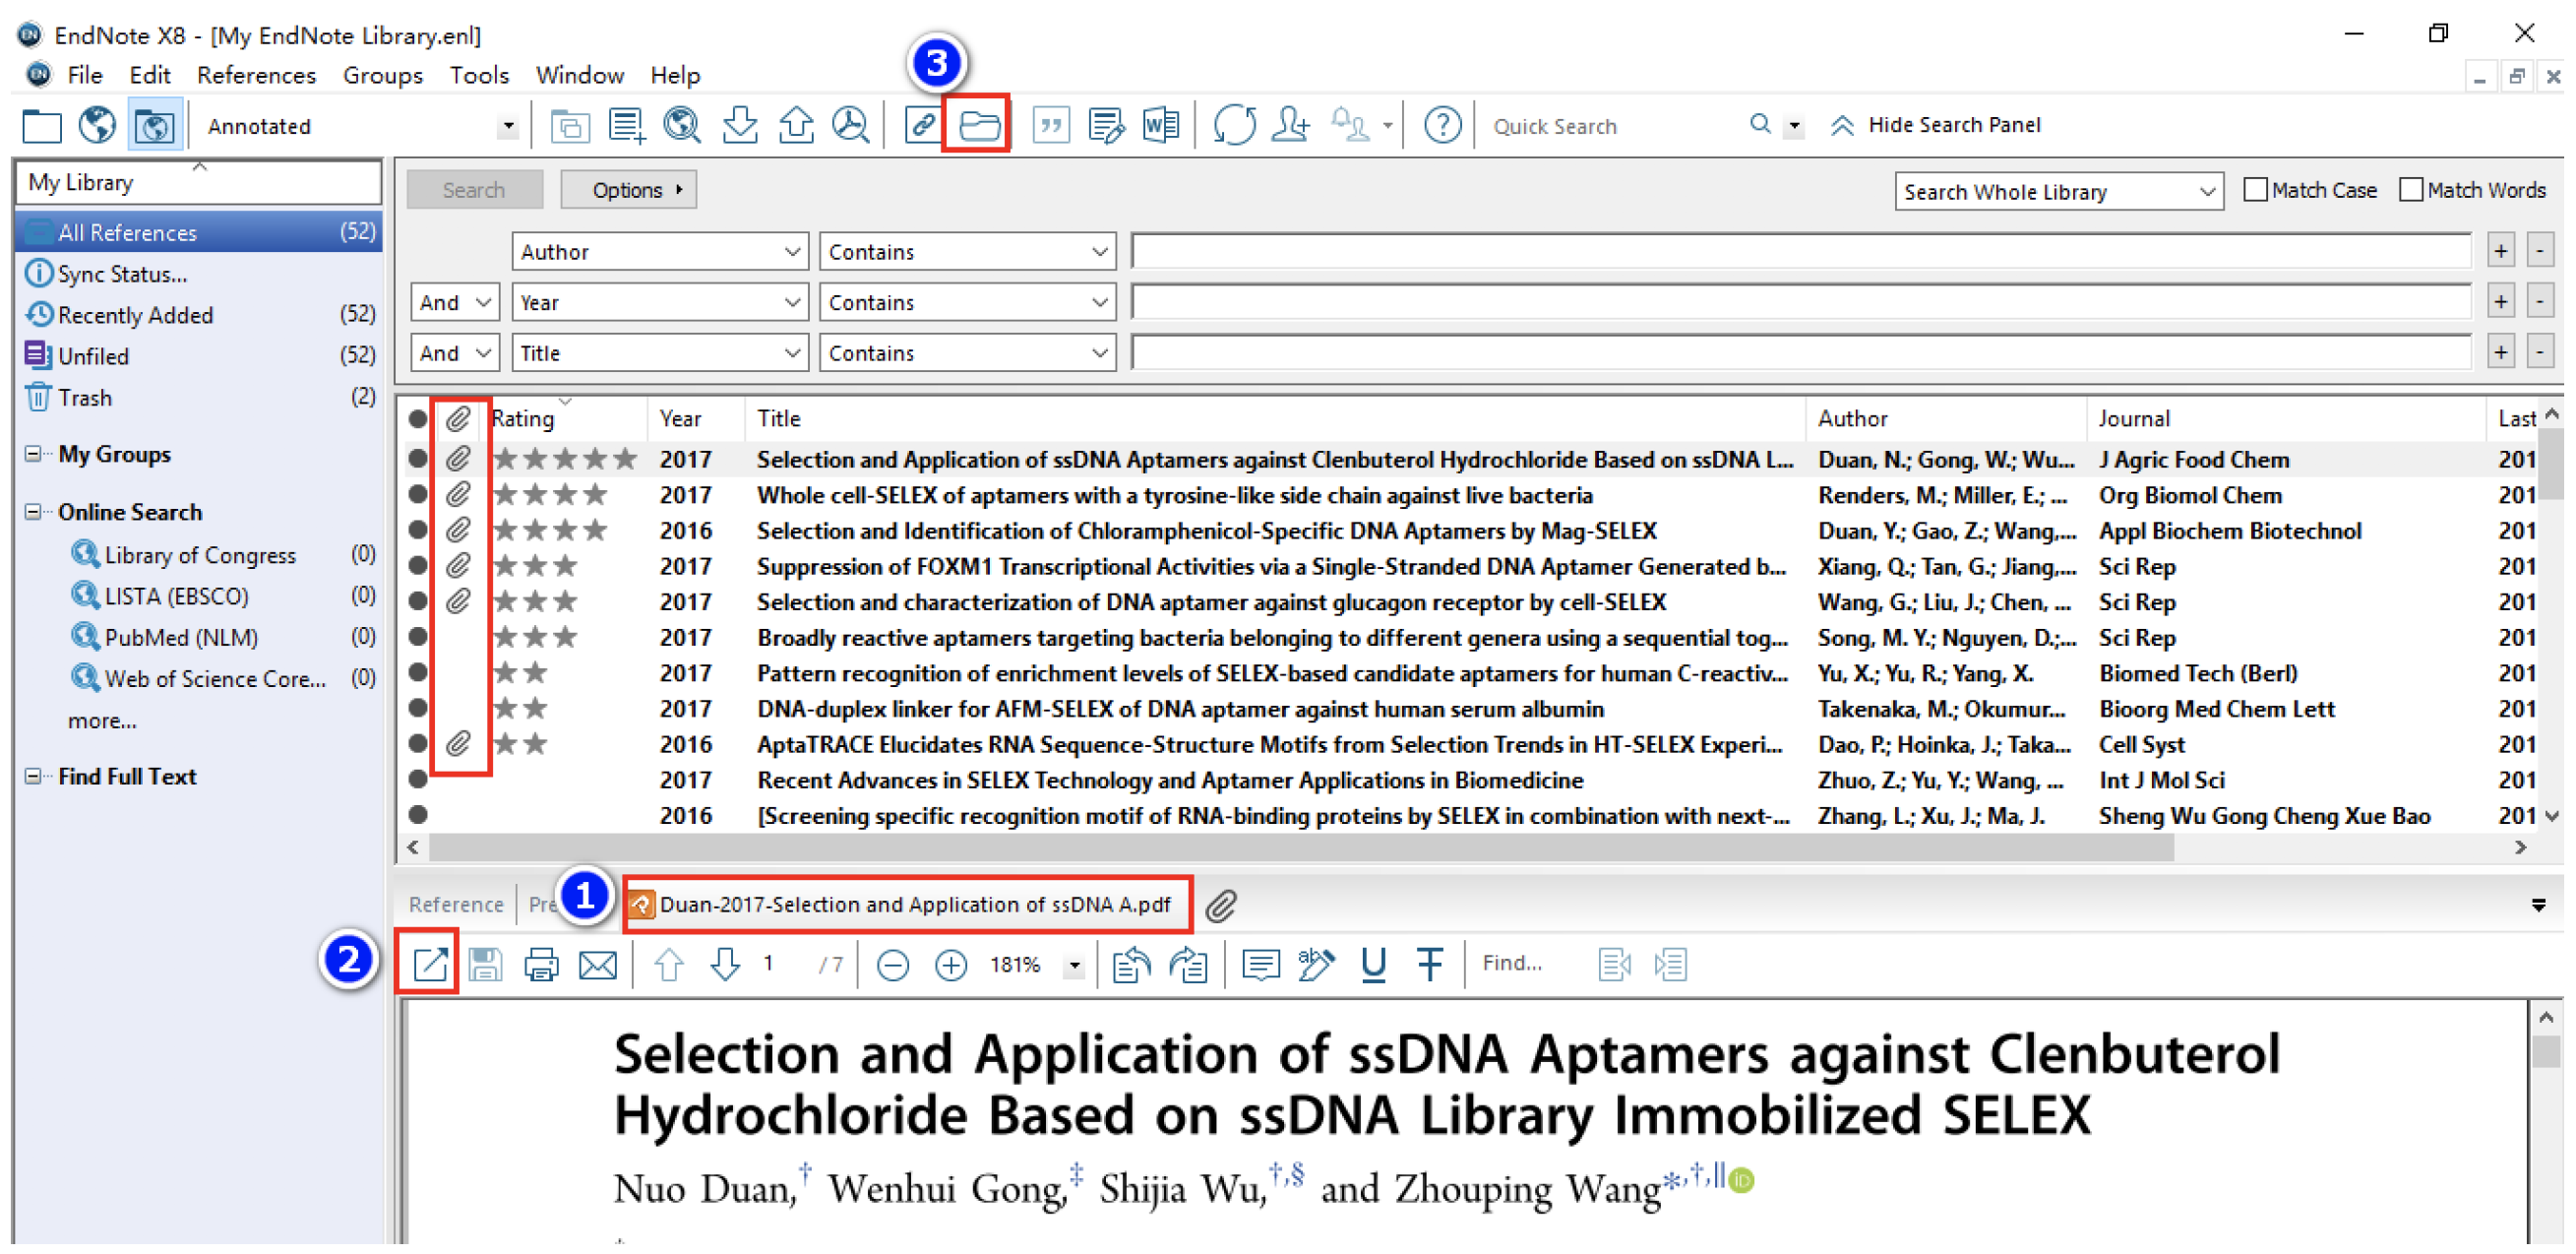 EndNote X8 - [My EndNote Library.enl]
File Edit References Groups Tools Window Help
3
Annotated
Quick Search
Hide Search Panel
My Library
All References (52)
Sync Status...
Recently Added (52)
Unfiled (52)
Trash (2)
My Groups
Online Search
Library of Congress (0)
LISTA (EBSCO) (0)
PubMed (NLM) (0)
Web of Science Core... (0)
more...
Find Full Text
Search Options Search Whole Library Match Case Match Words
Author Contains + -
And Year Contains + -
And Title Contains + -
Rating Year Title Author Journal Last
2017 Selection and Application of ssDNA Aptamers against Clenbuterol Hydrochloride Based on ssDNA L... Duan, N.; Gong, W.; Wu... J Agric Food Chem 201
2017 Whole cell-SELEX of aptamers with a tyrosine-like side chain against live bacteria Renders, M.; Miller, E.; ... Org Biomol Chem 201
2016 Selection and Identification of Chloramphenicol-Specific DNA Aptamers by Mag-SELEX Duan, Y.; Gao, Z.; Wang,... Appl Biochem Biotechnol 201
2017 Suppression of FOXM1 Transcriptional Activities via a Single-Stranded DNA Aptamer Generated b... Xiang, Q.; Tan, G.; Jiang,... Sci Rep 201
2017 Selection and characterization of DNA aptamer against glucagon receptor by cell-SELEX Wang, G.; Liu, J.; Chen, ... Sci Rep 201
2017 Broadly reactive aptamers targeting bacteria belonging to different genera using a sequential tog... Song, M. Y.; Nguyen, D.;... Sci Rep 201
2017 Pattern recognition of enrichment levels of SELEX-based candidate aptamers for human C-reactiv... Yu, X.; Yu, R.; Yang, X. Biomed Tech (Berl) 201
2017 DNA-duplex linker for AFM-SELEX of DNA aptamer against human serum albumin Takenaka, M.; Okumur... Bioorg Med Chem Lett 201
2016 AptaTRACE Elucidates RNA Sequence-Structure Motifs from Selection Trends in HT-SELEX Experi... Dao, P.; Hoinka, J.; Taka... Cell Syst 201
2017 Recent Advances in SELEX Technology and Aptamer Applications in Biomedicine Zhuo, Z.; Yu, Y.; Wang, ... Int J Mol Sci 201
2016 [Screening specific recognition motif of RNA-binding proteins by SELEX in combination with next-... Zhang, L.; Xu, J.; Ma, J. Sheng Wu Gong Cheng Xue Bao 201
Reference Pre 1 Duan-2017-Selection and Application of ssDNA A.pdf
2 1 / 7 181% Find...
Selection and Application of ssDNA Aptamers against Clenbuterol
Hydrochloride Based on ssDNA Library Immobilized SELEX
Nuo Duan,† Wenhui Gong,‡ Shijia Wu,†,§ and Zhouping Wang*,†,∥ iD